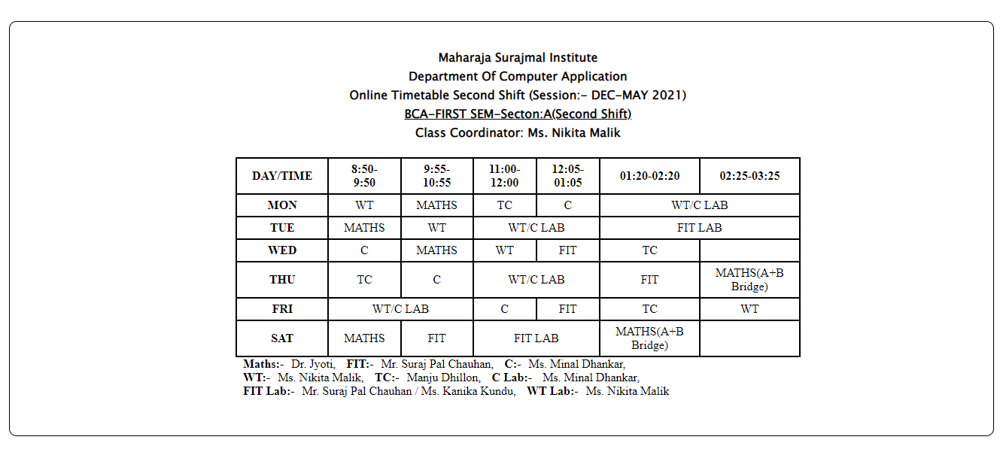 Maharaja Surajmal Institute
Department Of Computer Application
Online Timetable Second Shift (Session:- DEC-MAY 2021)
BCA-FIRST SEM-Secton:A(Second Shift)
Class Coordinator: Ms. Nikita Malik
DAY/TIME 8:50-9:50 9:55-10:55 11:00-12:00 12:05-01:05 01:20-02:20 02:25-03:25
MON WT MATHS TC C WT/C LAB
TUE MATHS WT WT/C LAB FIT LAB
WED C MATHS WT FIT TC
THU TC C WT/C LAB FIT MATHS(A+B Bridge)
FRI WT/C LAB C FIT TC WT
SAT MATHS FIT FIT LAB MATHS(A+B Bridge)
Maths:- Dr. Jyoti, FIT:- Mr. Suraj Pal Chauhan, C:- Ms. Minal Dhankar,
WT:- Ms. Nikita Malik, TC:- Manju Dhillon, C Lab:- Ms. Minal Dhankar,
FIT Lab:- Mr. Suraj Pal Chauhan / Ms. Kanika Kundu, WT Lab:- Ms. Nikita Malik